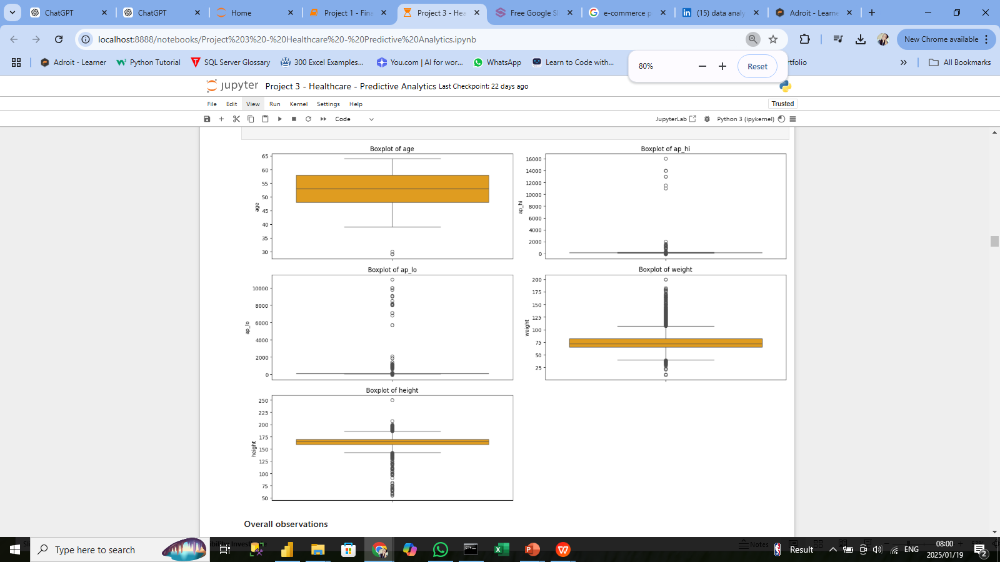 ChatGPT
ChatGPT
Home
Project 1 - Fina
Project 3 - Hea
Free Google Sl
e-commerce p
(15) data analy
Adroit - Learne
localhost:8888/notebooks/Project%203%20-%20Healthcare%20-%20Predictive%20Analytics.ipynb
New Chrome available
Adroit - Learner
Python Tutorial
SQL Server Glossary
300 Excel Examples...
You.com | AI for wor...
WhatsApp
Learn to Code with...
rtfolio
All Bookmarks
80%
Reset
jupyter
Project 3 - Healthcare - Predictive Analytics
Last Checkpoint: 22 days ago
File
Edit
View
Run
Kernel
Settings
Help
Trusted
Code
JupyterLab
Python 3 (ipykernel)
Boxplot of age
65
60
55
50
45
40
35
30
age
Boxplot of ap_hi
16000
14000
12000
10000
8000
6000
4000
2000
0
ap_hi
Boxplot of ap_lo
10000
8000
6000
4000
2000
0
ap_lo
Boxplot of weight
200
175
150
125
100
75
50
25
weight
Boxplot of height
250
225
200
175
150
125
100
75
50
height
Overall observations
Type here to search
Notes
Result
ENG
08:00
2025/01/19
2